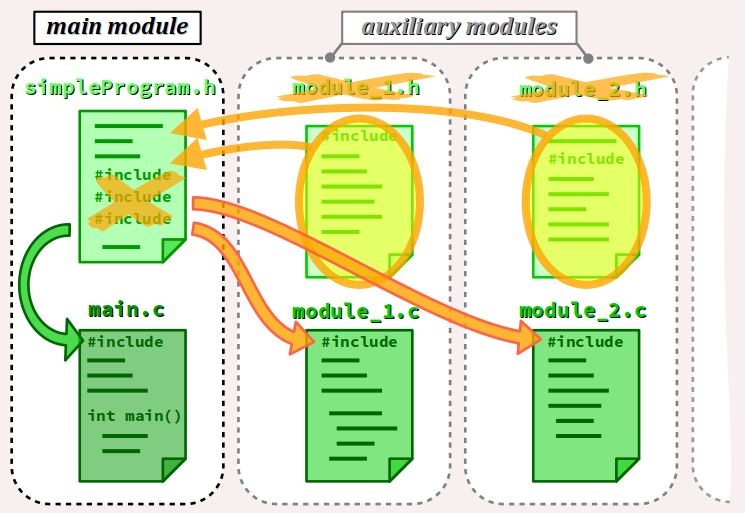 main module
auxiliary modules
simpleProgram.h
module_1.h
module_2.h
#include
#include
#include
#include
#include
main.c
module_1.c
module_2.c
#include
#include
#include
int main()